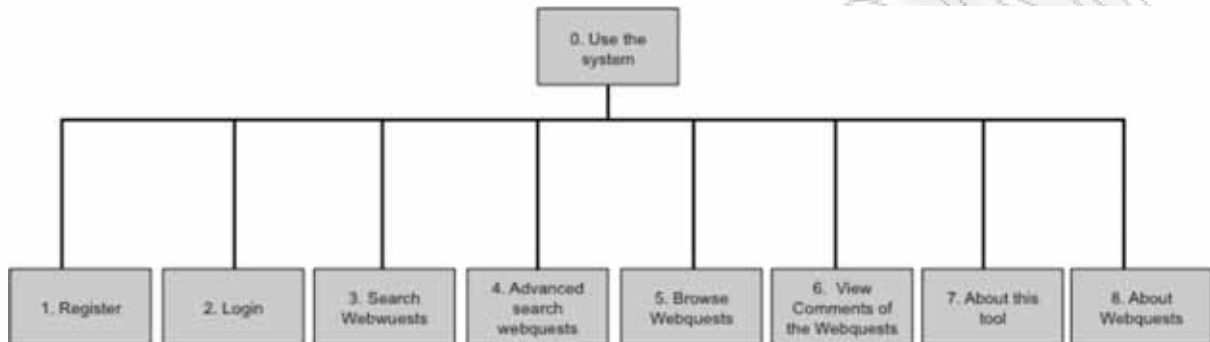 0. Use the
system
1. Register
2. Login
3. Search
Webwuests
4. Advanced
search
webquests
5. Browse
Webquests
6. View
Comments of
the Webquests
7. About this
tool
8. About
Webquests